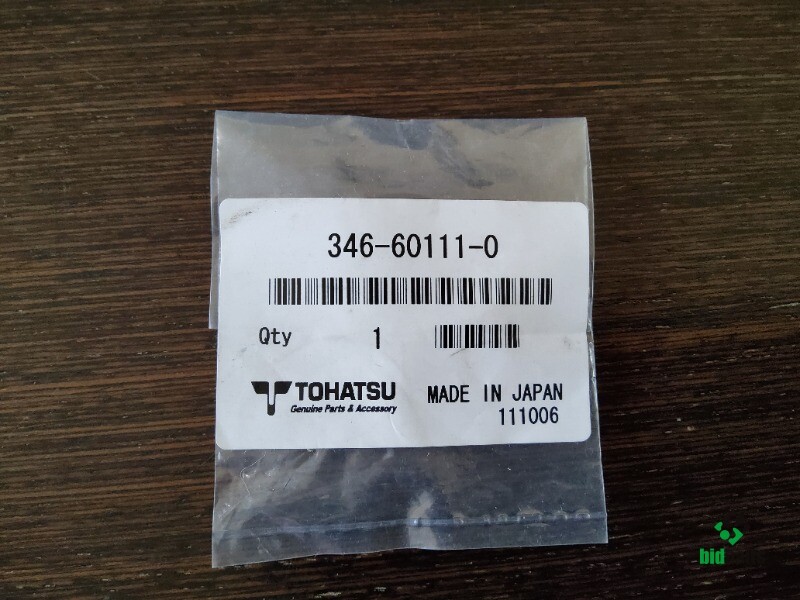 346-60111-0
Qty 1
TOHATSU
Genuine Parts & Accessory
MADE IN JAPAN
111006
bid